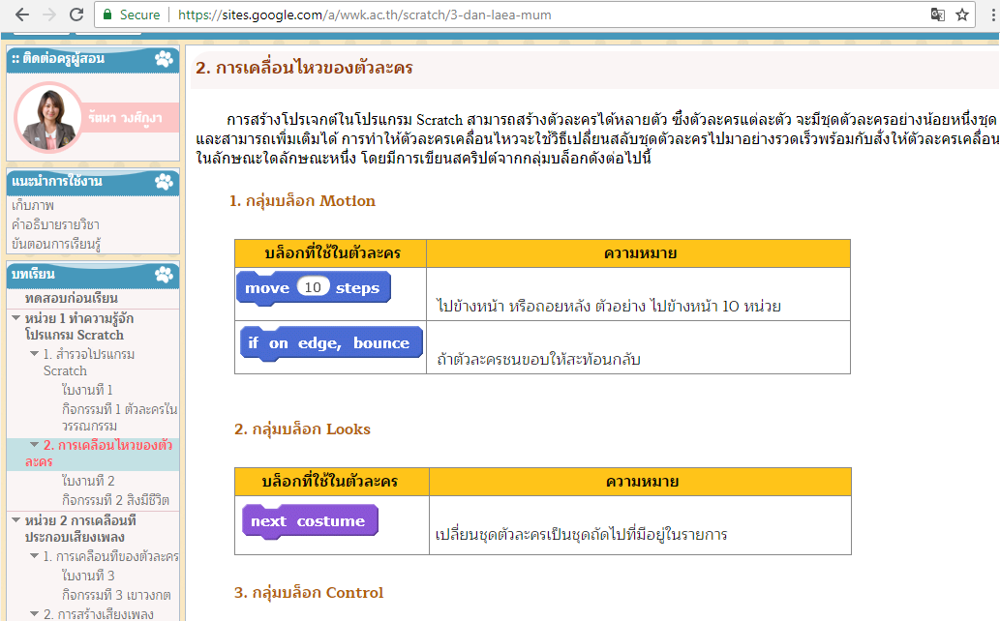 Secure
https://sites.google.com/a/wwk.ac.th/scratch/3-dan-laea-mum
:: ติดต่อครูผู้สอน
รัตนา วงศ์ภูงา
แนะนำการใช้งาน
เก็บภาพ
คำอธิบายรายวิชา
ขั้นตอนการเรียนรู้
บทเรียน
ทดสอบก่อนเรียน
หน่วย 1 ทำความรู้จัก
โปรแกรม Scratch
1. สำรวจโปรแกรม
Scratch
ใบงานที่ 1
กิจกรรมที่ 1 ตัวละครใน
วรรณกรรม
2. การเคลื่อนไหวของตัว
ละคร
ใบงานที่ 2
กิจกรรมที่ 2 สิ่งมีชีวิต
หน่วย 2 การเคลื่อนที่
ประกอบเสียงเพลง
1. การเคลื่อนที่ของตัวละคร
ใบงานที่ 3
กิจกรรมที่ 3 เขาวงกต
2. การสร้างเสียงเพลง
2. การเคลื่อนไหวของตัวละคร
การสร้างโปรเจกต์ในโปรแกรม Scratch สามารถสร้างตัวละครได้หลายตัว ซึ่งตัวละครแต่ละตัว จะมีชุดตัวละครอย่างน้อยหนึ่งชุด
และสามารถเพิ่มเติมได้ การทำให้ตัวละครเคลื่อนไหวจะใช้วิธีเปลี่ยนสลับชุดตัวละครไปมาอย่างรวดเร็วพร้อมกับสั่งให้ตัวละครเคลื่อน
ในลักษณะใดลักษณะหนึ่ง โดยมีการเขียนสคริปต์จากกลุ่มบล็อกดังต่อไปนี้
1. กลุ่มบล็อก Motion
บล็อกที่ใช้ในตัวละคร ความหมาย
move 10 steps
ไปข้างหน้า หรือถอยหลัง ตัวอย่าง ไปข้างหน้า 10 หน่วย
if on edge, bounce
ถ้าตัวละครชนขอบให้สะท้อนกลับ
2. กลุ่มบล็อก Looks
บล็อกที่ใช้ในตัวละคร ความหมาย
next costume
เปลี่ยนชุดตัวละครเป็นชุดถัดไปที่มีอยู่ในรายการ
3. กลุ่มบล็อก Control